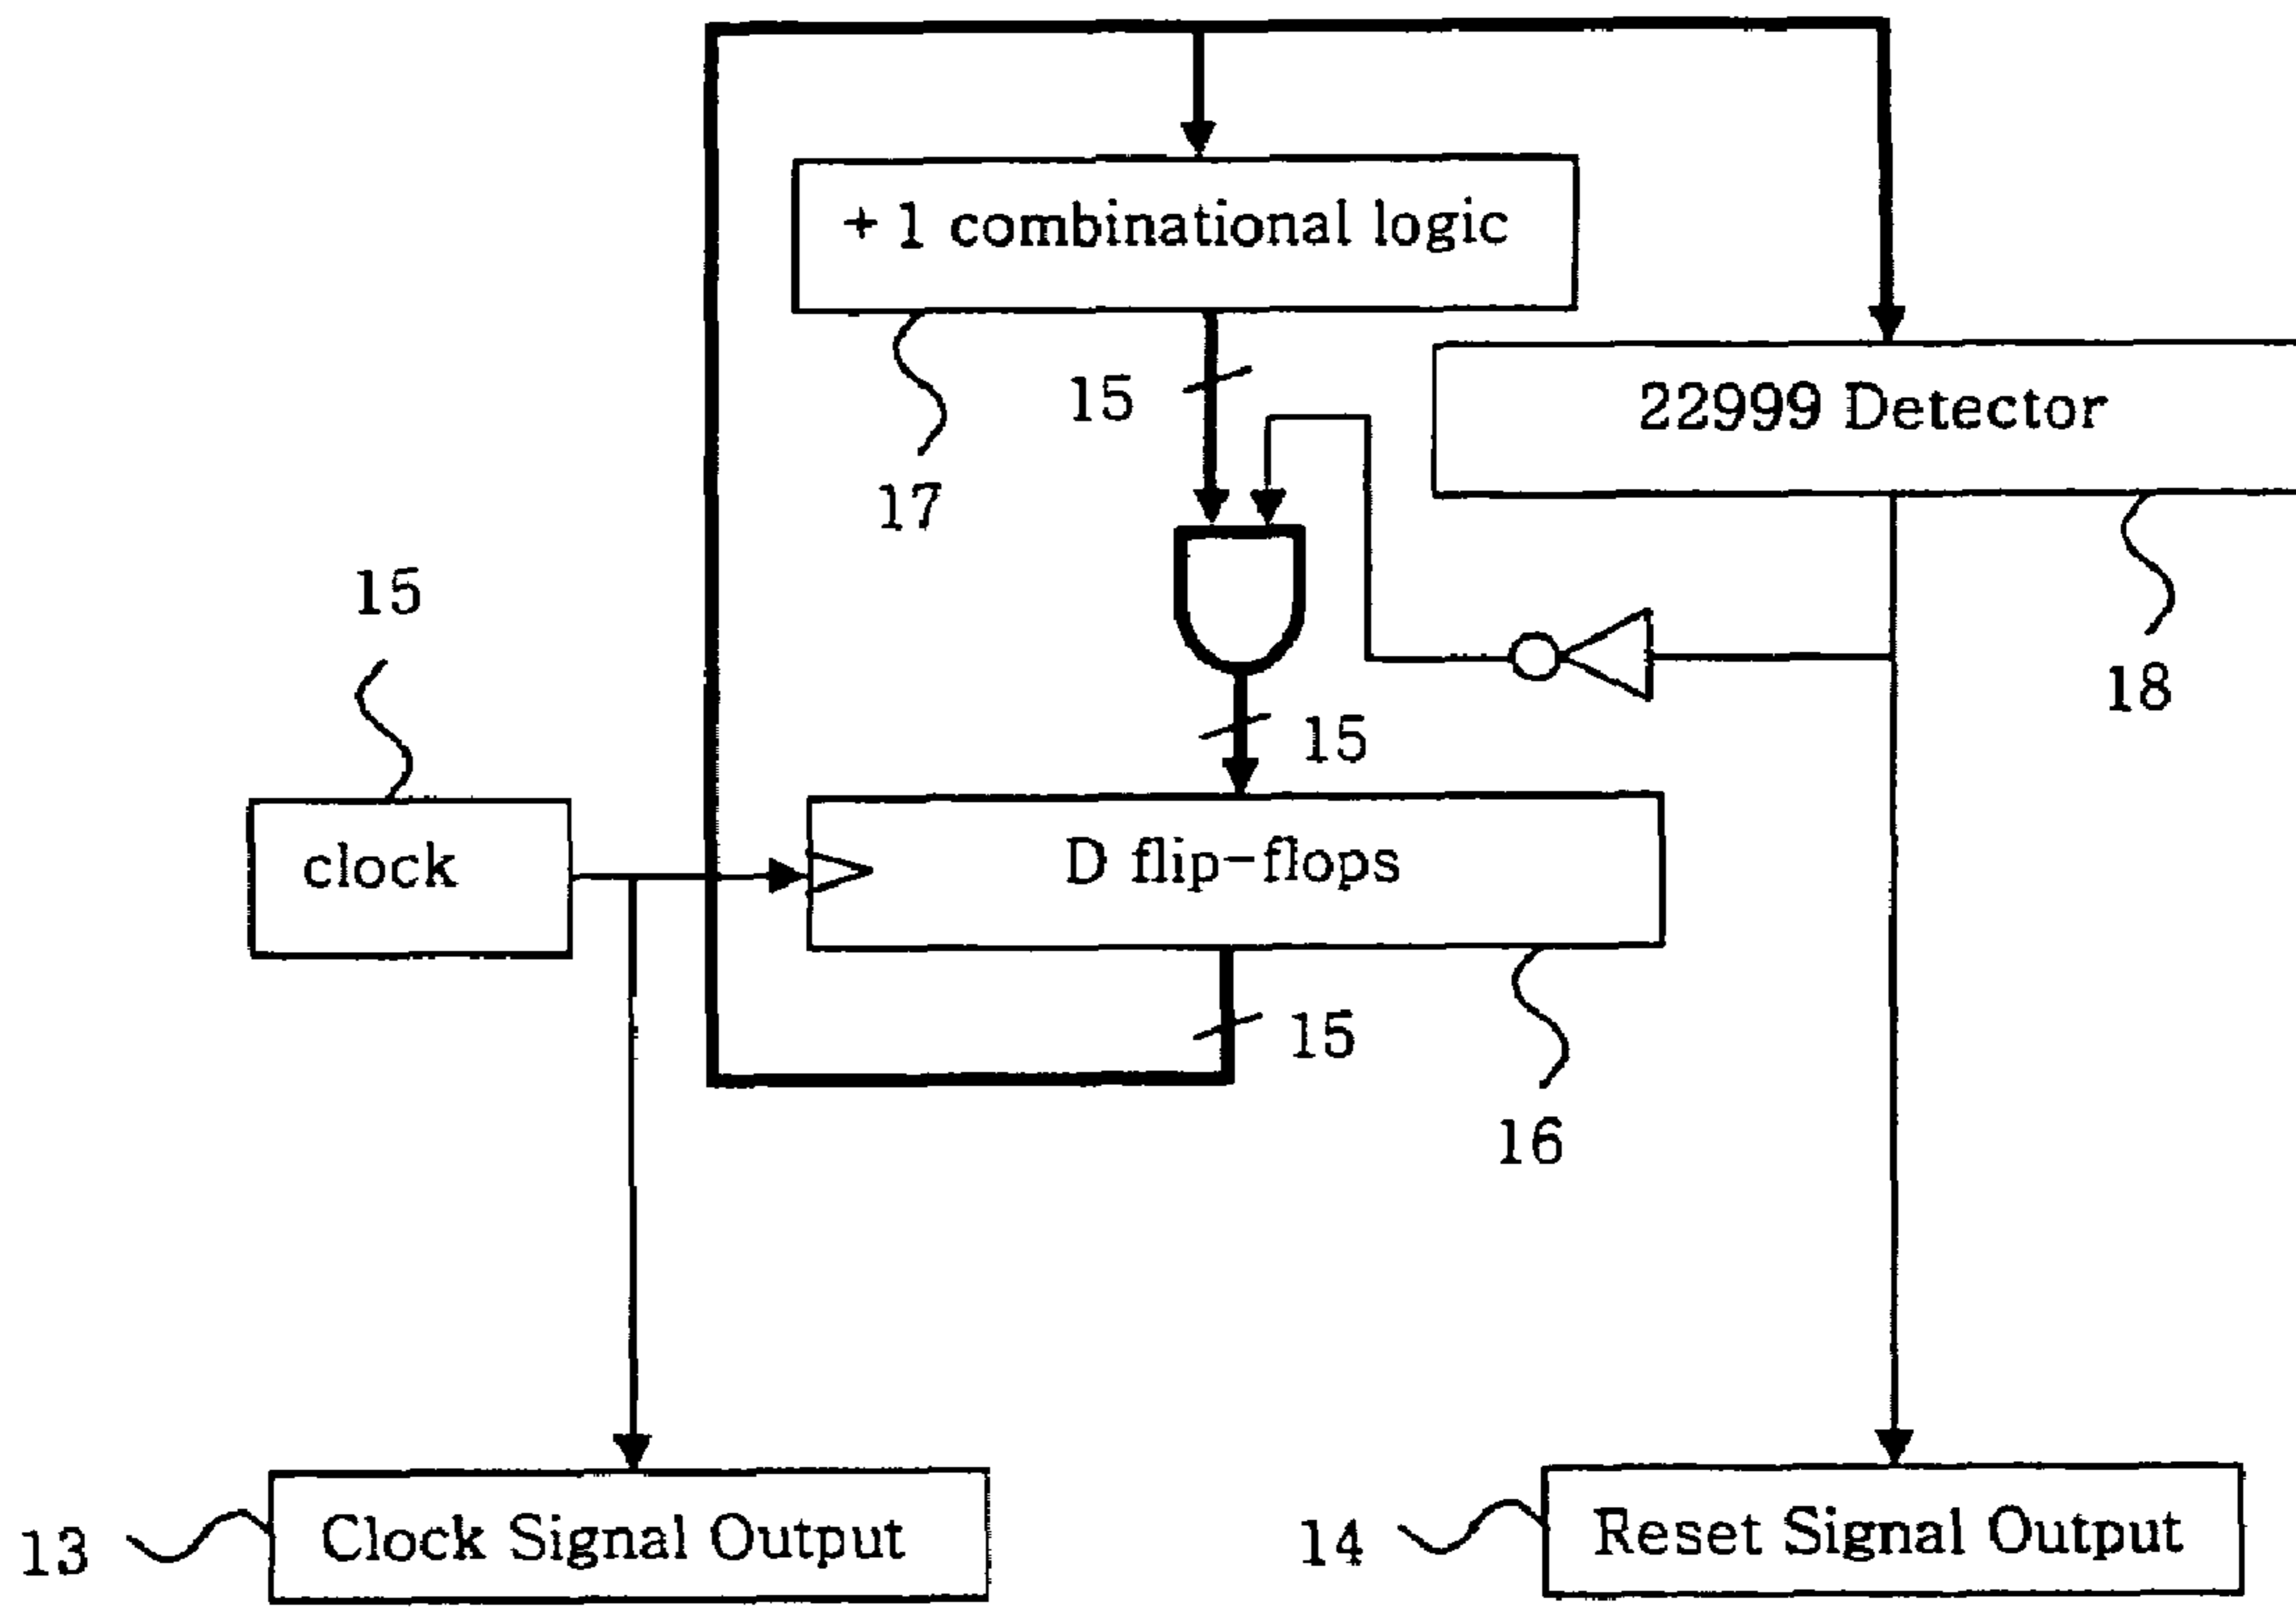 +1 combinational logic
22999 Detector
15
17
15
18
15
clock
D flip-flops
15
16
13
Clock Signal Output
14
Reset Signal Output